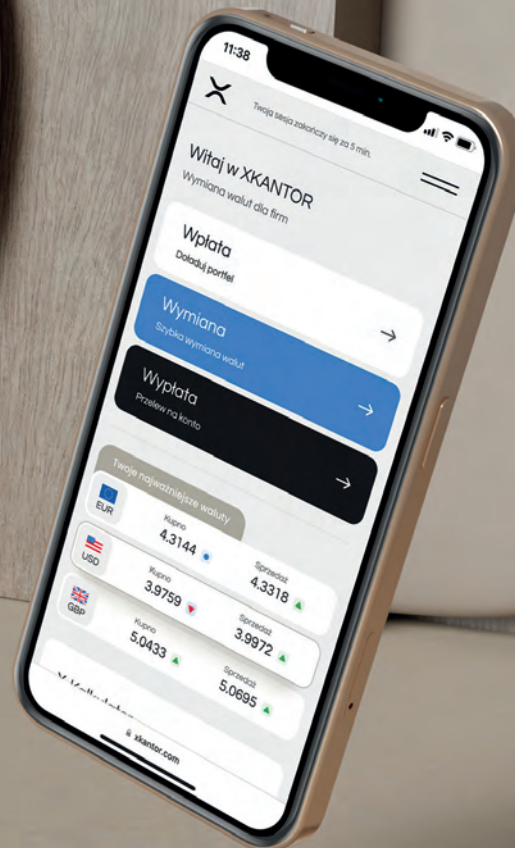 11:38
Twoja sesja zakończy się za 5 min.
Witaj w XKANTOR
Wymiana walut dla firm
Wpłata
Doładuj portfel
Wymiana
Szybka wymiana walut
Wypłata
Przelew na konto
Twoje najważniejsze waluty
EUR
Kupno
4.3144
Sprzedaż
4.3318
USD
Kupno
3.9759
Sprzedaż
3.9972
GBP
Kupno
5.0433
Sprzedaż
5.0695
xkantor.com